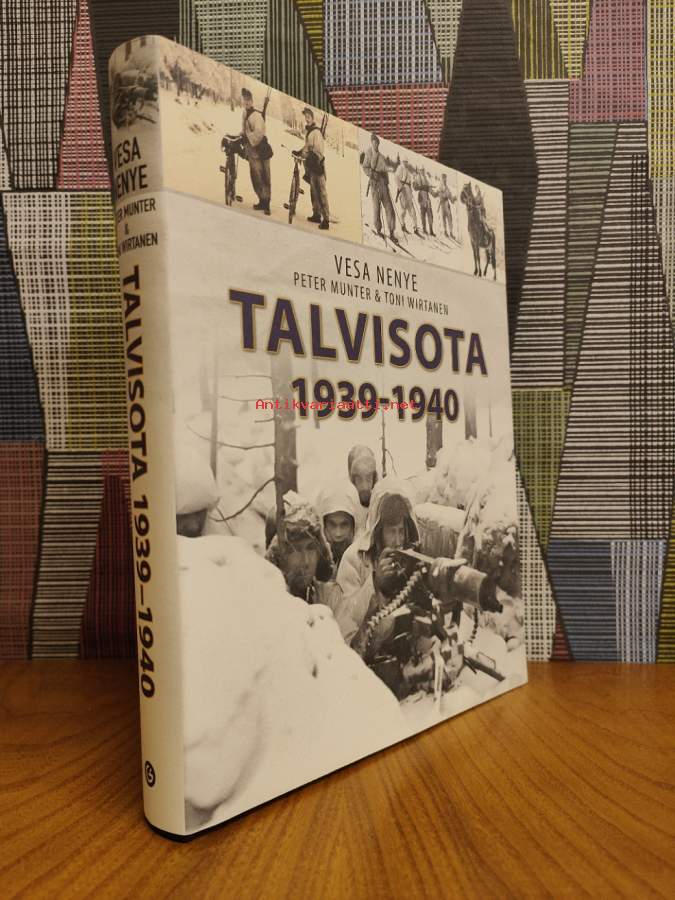 VESA
NENYE
PETER MUNTER
&
TONI WIRTANEN
TALVISOTA 1939–1940
VESA NENYE
PETER MUNTER & TONI WIRTANEN
TALVISOTA
1939-1940
Antikvariaatti.net